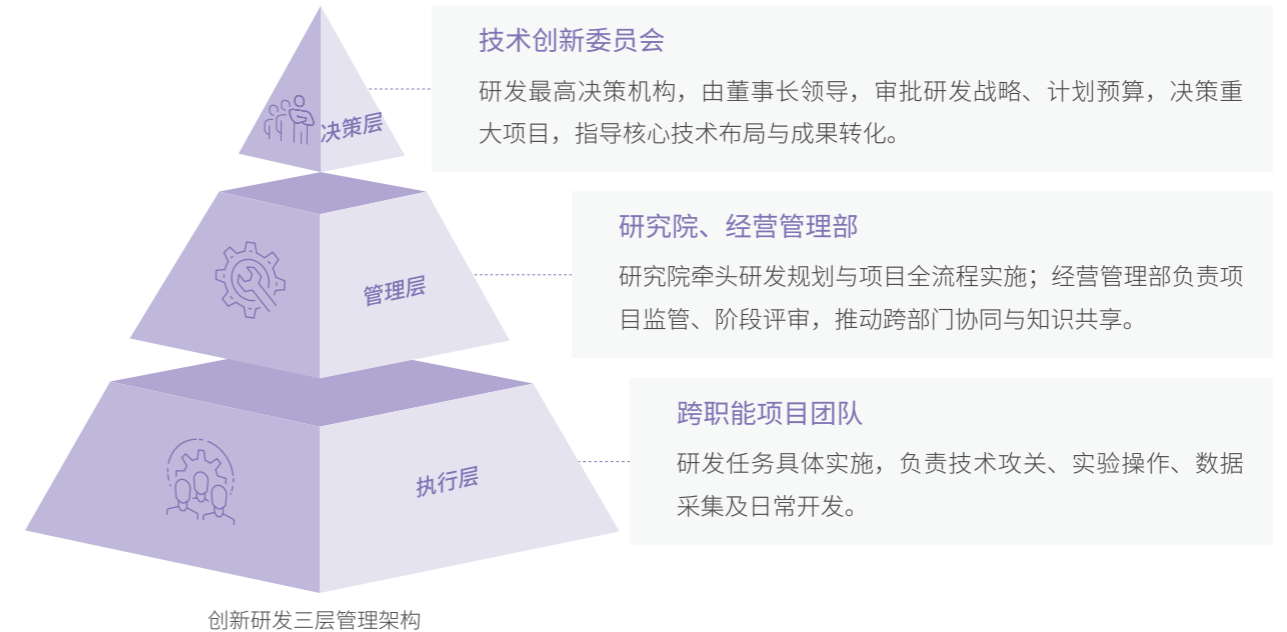 决策层
技术创新委员会
研发最高决策机构，由董事长领导，审批研发战略、计划预算，决策重
大项目，指导核心技术布局与成果转化。
管理层
研究院、经营管理部
研究院牵头研发规划与项目全流程实施；经营管理部负责项
目监管、阶段评审，推动跨部门协同与知识共享。
执行层
跨职能项目团队
研发任务具体实施，负责技术攻关、实验操作、数据
采集及日常开发。
创新研发三层管理架构